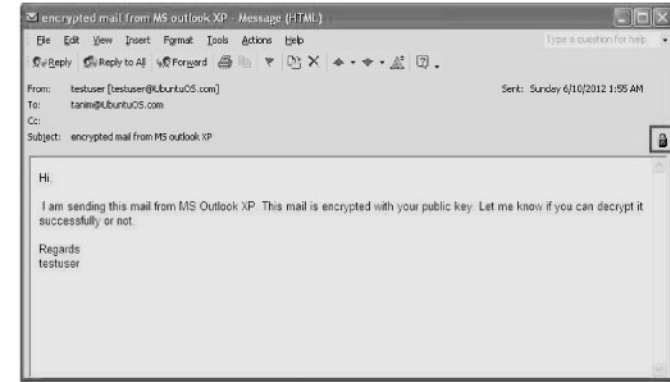 encrypted mail from MS outlook XP - Message (HTML)
File Edit View Insert Format Tools Actions Help Type a question for help
Reply Reply to All Forward
From: testuser [testuser@UbuntuOS.com] Sent: Sunday 6/10/2012 1:55 AM
To: tanim@UbuntuOS.com
Cc:
Subject: encrypted mail from MS outlook XP
Hi,
I am sending this mail from MS Outlook XP. This mail is encrypted with your public key. Let me know if you can decrypt it
successfully or not.
Regards
testuser